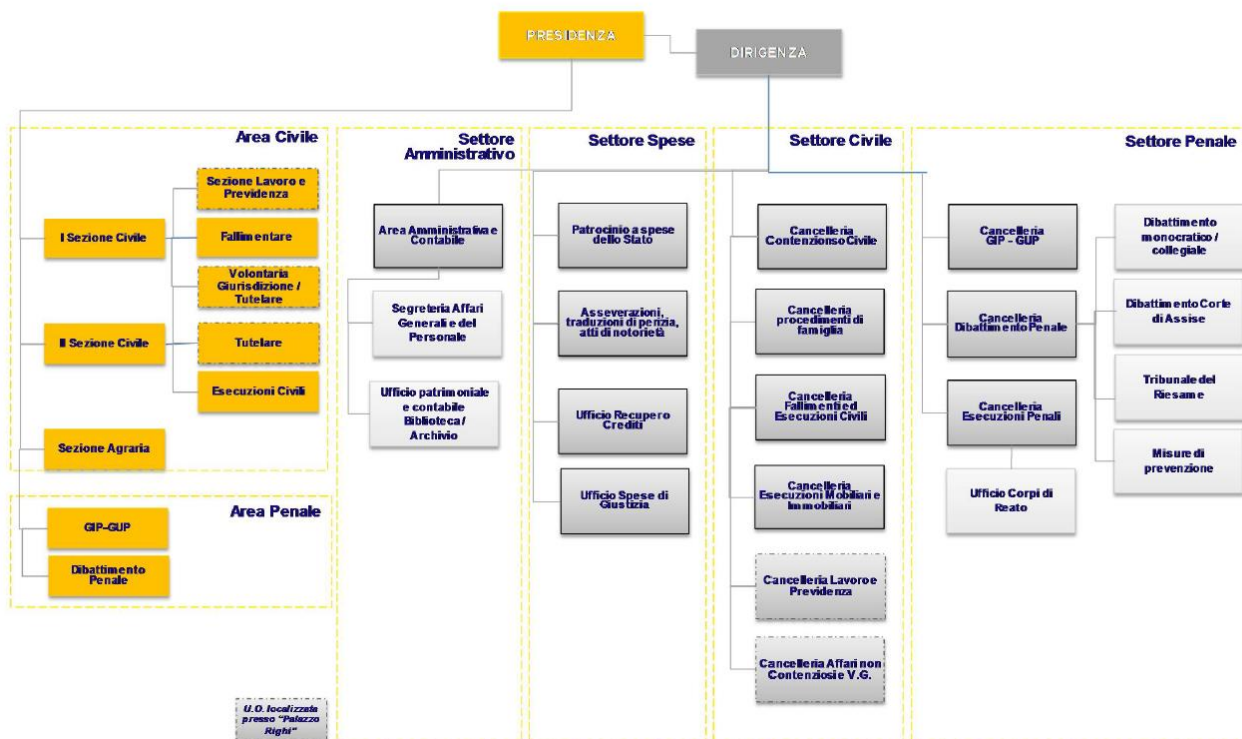 PRESIDENZA
DIRIGENZA
Area Civile
Sezione Lavoro e
Previdenza
I Sezione Civile
Fallimentare
Volontaria
Giurisdizione /
Tutelare
II Sezione Civile
Tutelare
Esecuzioni Civili
Sezione Agraria
Area Penale
GIP-GUP
Dibattimento
Penale
U.O. localizzata
presso "Palazzo
Righi"
Settore
Amministrativo
Area Amministrativa e
Contabile
Segreteria Affari
Generali e del
Personale
Ufficio patrimoniale
e contabile
Biblioteca /
Archivio
Settore Spese
Patrocinio a spese
dello Stato
Asseverazioni,
traduzioni di perizia,
atti di notorietà
Ufficio Recupero
Crediti
Ufficio Spese di
Giustizia
Settore Civile
Cancelleria
Contenzionso Civile
Cancelleria
procedimenti di
famiglia
Cancelleria
Fallimenti ed
Esecuzioni Civili
Cancelleria
Esecuzioni Mobiliari e
Immobiliari
Cancelleria Lavoro e
Previdenza
Cancelleria Affari non
Contenziosi e V.G.
Settore Penale
Cancelleria
GIP - GUP
Cancelleria
Dibattimento Penale
Cancelleria
Esecuzioni Penali
Ufficio Corpi di
Reato
Dibattimento
monocratico /
collegiale
Dibattimento Corte
di Assise
Tribunale del
Riesame
Misure di
prevenzione